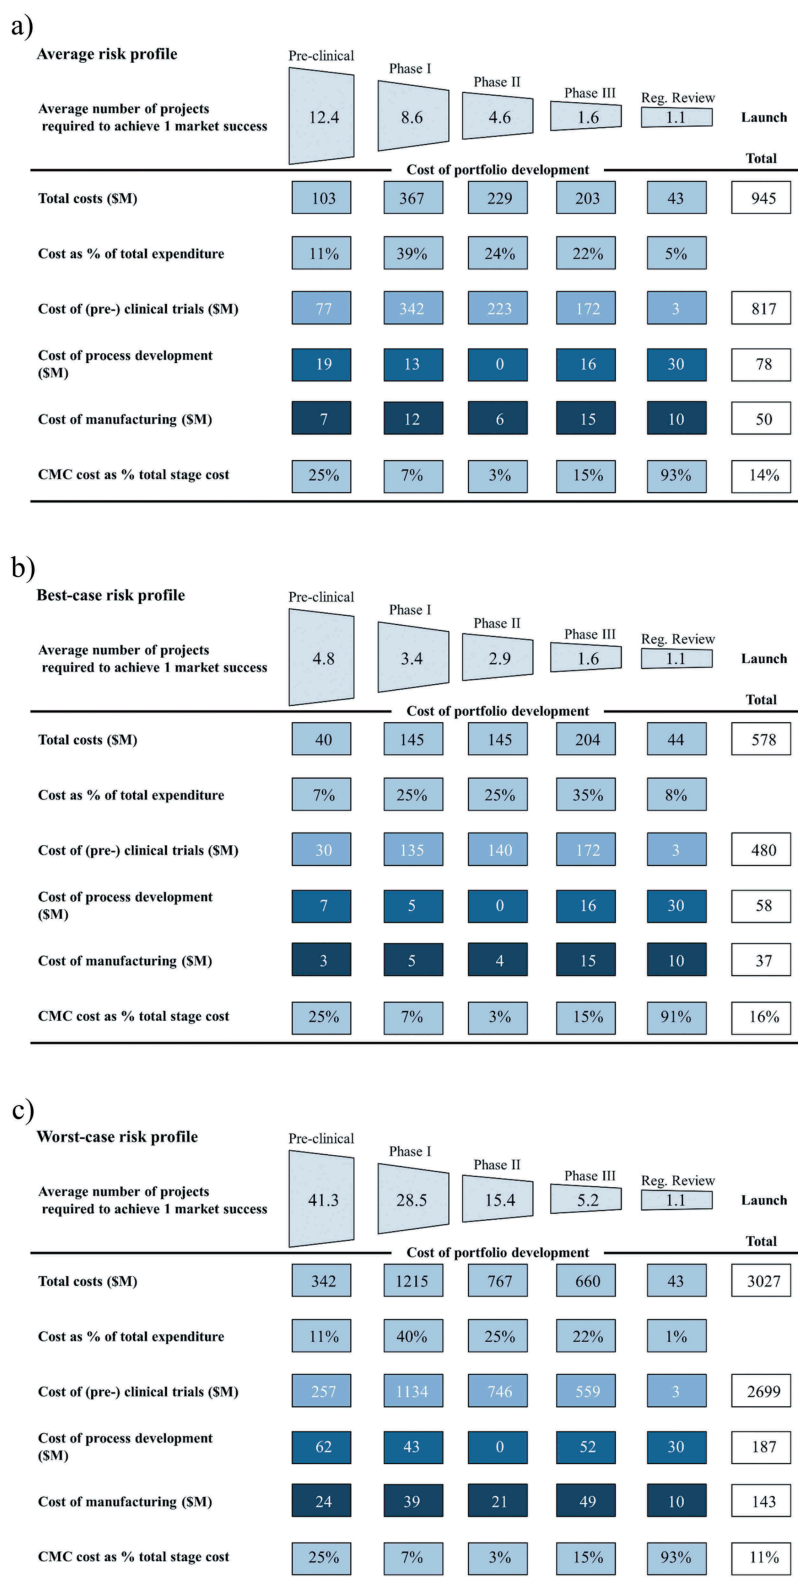 a)
Average risk profile
Pre-clinical
Phase I
Phase II
Phase III
Reg. Review
Average number of projects
required to achieve 1 market success
12.4
8.6
4.6
1.6
1.1
Launch
Total
Cost of portfolio development
Total costs ($M)
103
367
229
203
43
945
Cost as % of total expenditure
11%
39%
24%
22%
5%
Cost of (pre-) clinical trials ($M)
77
342
223
172
3
817
Cost of process development
($M)
19
13
0
16
30
78
Cost of manufacturing ($M)
7
12
6
15
10
50
CMC cost as % total stage cost
25%
7%
3%
15%
93%
14%
b)
Best-case risk profile
Pre-clinical
Phase I
Phase II
Phase III
Reg. Review
Average number of projects
required to achieve 1 market success
4.8
3.4
2.9
1.6
1.1
Launch
Total
Cost of portfolio development
Total costs ($M)
40
145
145
204
44
578
Cost as % of total expenditure
7%
25%
25%
35%
8%
Cost of (pre-) clinical trials ($M)
30
135
140
172
3
480
Cost of process development
($M)
7
5
0
16
30
58
Cost of manufacturing ($M)
3
5
4
15
10
37
CMC cost as % total stage cost
25%
7%
3%
15%
91%
16%
c)
Worst-case risk profile
Pre-clinical
Phase I
Phase II
Phase III
Reg. Review
Average number of projects
required to achieve 1 market success
41.3
28.5
15.4
5.2
1.1
Launch
Total
Cost of portfolio development
Total costs ($M)
342
1215
767
660
43
3027
Cost as % of total expenditure
11%
40%
25%
22%
1%
Cost of (pre-) clinical trials ($M)
257
1134
746
559
3
2699
Cost of process development
($M)
62
43
0
52
30
187
Cost of manufacturing ($M)
24
39
21
49
10
143
CMC cost as % total stage cost
25%
7%
3%
15%
93%
11%